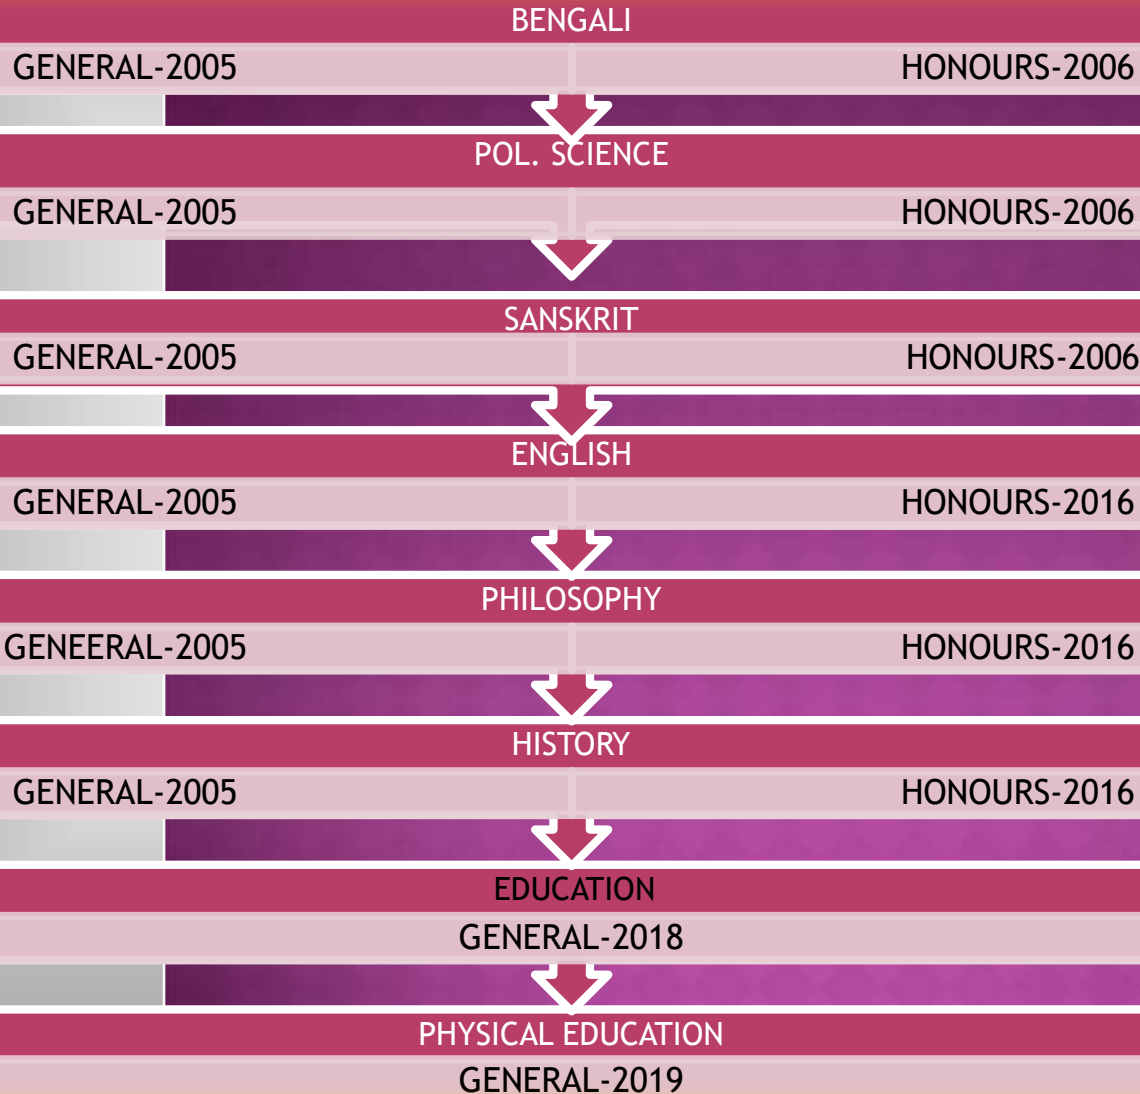 BENGALI
GENERAL-2005 HONOURS-2006
POL. SCIENCE
GENERAL-2005 HONOURS-2006
SANSKRIT
GENERAL-2005 HONOURS-2006
ENGLISH
GENERAL-2005 HONOURS-2016
PHILOSOPHY
GENEERAL-2005 HONOURS-2016
HISTORY
GENERAL-2005 HONOURS-2016
EDUCATION
GENERAL-2018
PHYSICAL EDUCATION
GENERAL-2019